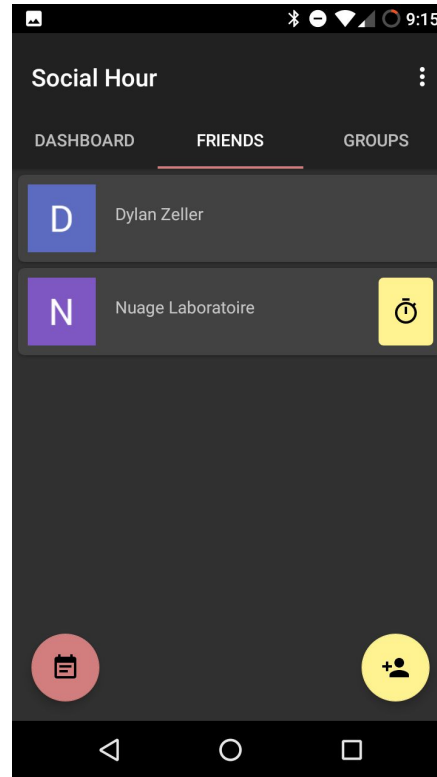 9:15
Social Hour
DASHBOARD FRIENDS GROUPS
D Dylan Zeller
N Nuage Laboratoire